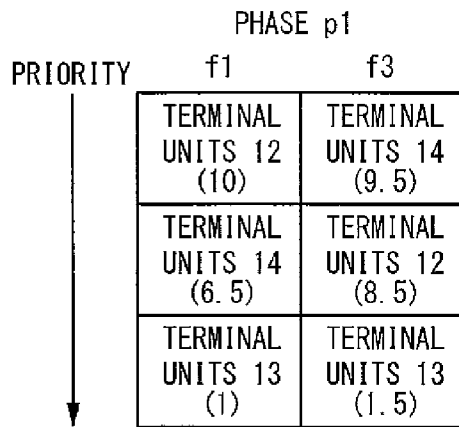 PHASE p1
PRIORITY f1 f3
TERMINAL TERMINAL
UNITS 12 UNITS 14
(10) (9.5)
TERMINAL TERMINAL
UNITS 14 UNITS 12
(6.5) (8.5)
TERMINAL TERMINAL
UNITS 13 UNITS 13
(1) (1.5)